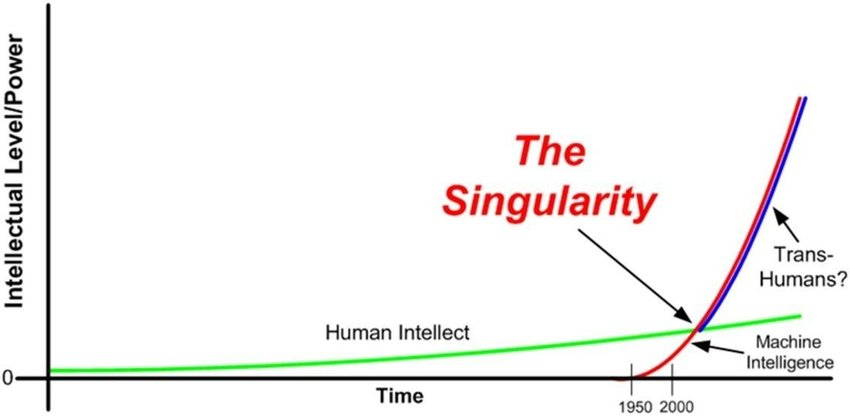 Intellectual Level/Power
The
Singularity
Trans-
Humans?
Human Intellect
Machine
Intelligence
0
Time
1950 2000